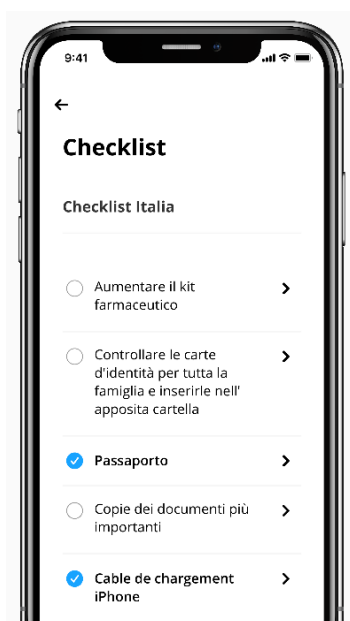 9:41
Checklist
Checklist Italia
Aumentare il kit
farmaceutico
Controllare le carte
d'identità per tutta la
famiglia e inserirle nell'
apposita cartella
Passaporto
Copie dei documenti più
importanti
Cable de chargement
iPhone